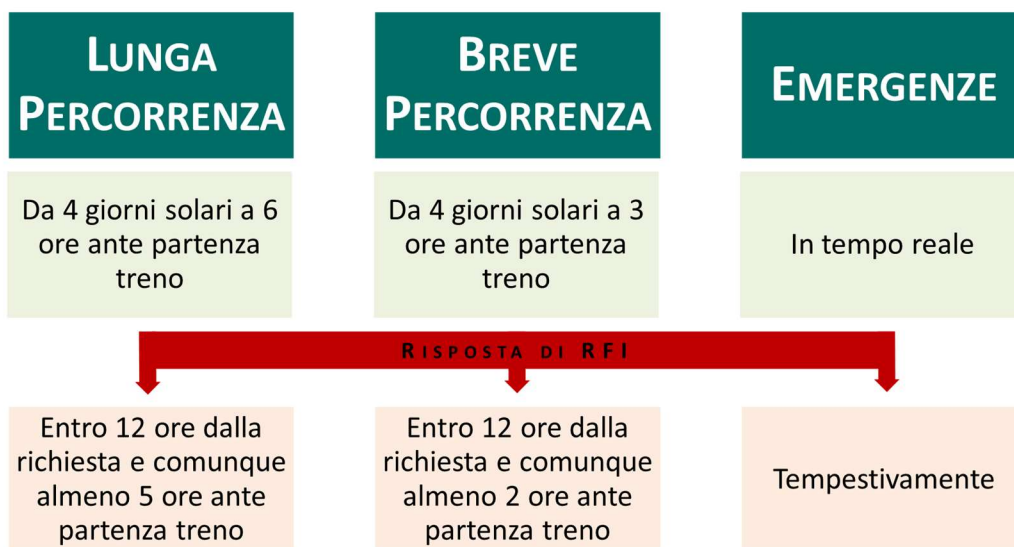 LUNGA
PERCORRENZA
BREVE
PERCORRENZA
EMERGENZE
Da 4 giorni solari a 6
ore ante partenza
treno
Da 4 giorni solari a 3
ore ante partenza
treno
In tempo reale
RISPOSTA DI RFI
Entro 12 ore dalla
richiesta e comunque
almeno 5 ore ante
partenza treno
Entro 12 ore dalla
richiesta e comunque
almeno 2 ore ante
partenza treno
Tempestivamente